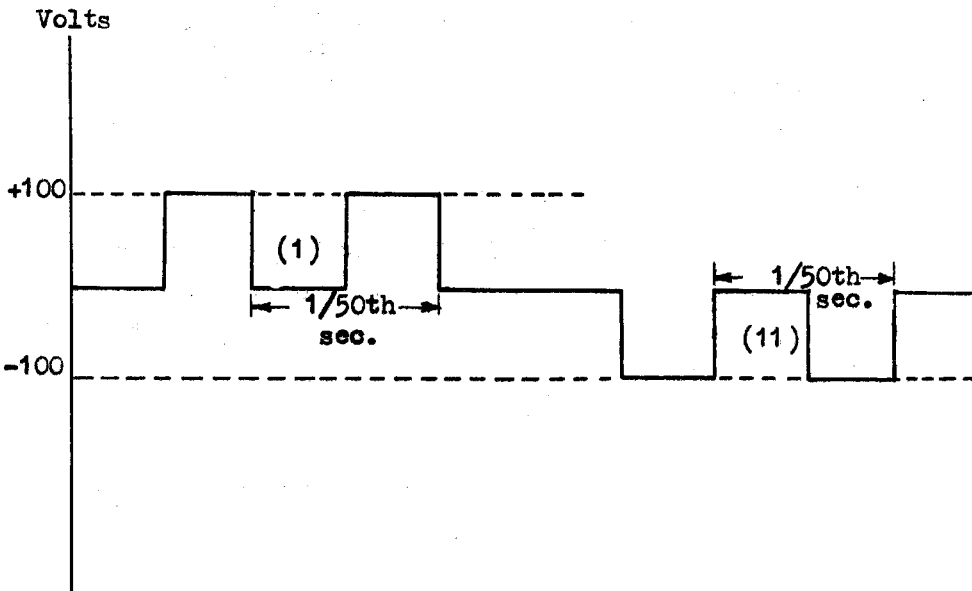 Volts
+100
(1)
1/50th
sec.
1/50th
sec.
(11)
-100